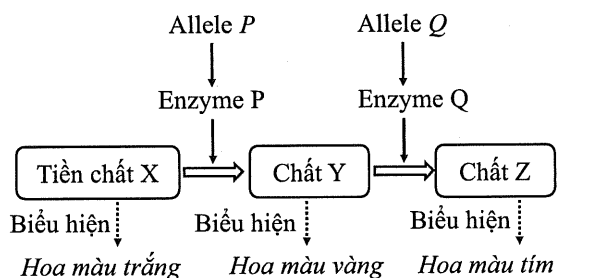 Allele P Allele Q
Enzyme P Enzyme Q
Tiền chất X Chất Y Chất Z
Biểu hiện Biểu hiện Biểu hiện
Hoa màu trắng Hoa màu vàng Hoa màu tím